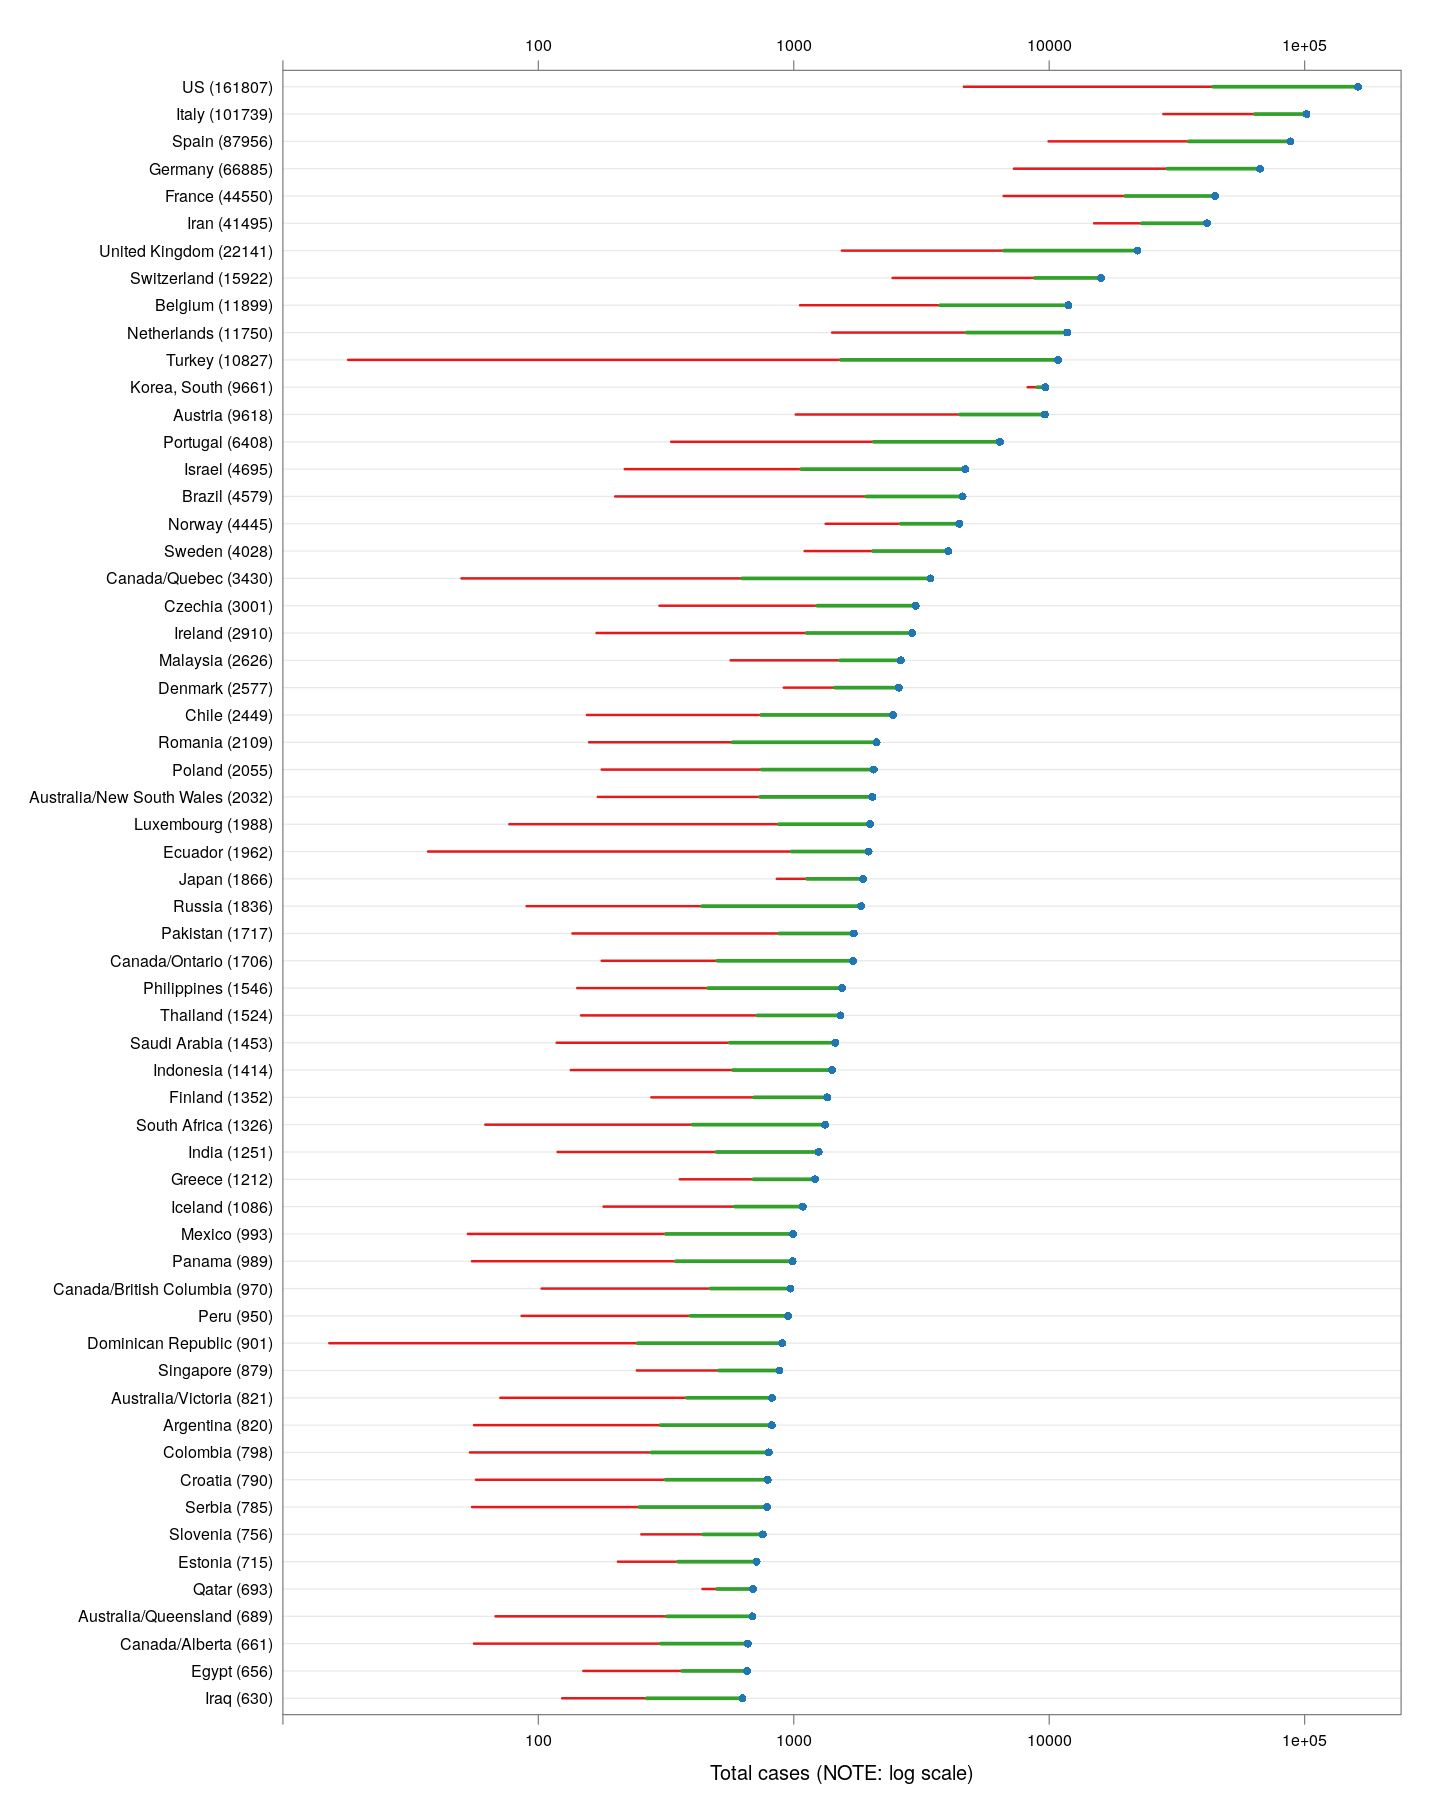 100 1000 10000 1e+05
US (161807)
Italy (101739)
Spain (87956)
Germany (66885)
France (44550)
Iran (41495)
United Kingdom (22141)
Switzerland (15922)
Belgium (11899)
Netherlands (11750)
Turkey (10827)
Korea, South (9661)
Austria (9618)
Portugal (6408)
Israel (4695)
Brazil (4579)
Norway (4445)
Sweden (4028)
Canada/Quebec (3430)
Czechia (3001)
Ireland (2910)
Malaysia (2626)
Denmark (2577)
Chile (2449)
Romania (2109)
Poland (2055)
Australia/New South Wales (2032)
Luxembourg (1988)
Ecuador (1962)
Japan (1866)
Russia (1836)
Pakistan (1717)
Canada/Ontario (1706)
Philippines (1546)
Thailand (1524)
Saudi Arabia (1453)
Indonesia (1414)
Finland (1352)
South Africa (1326)
India (1251)
Greece (1212)
Iceland (1086)
Mexico (993)
Panama (989)
Canada/British Columbia (970)
Peru (950)
Dominican Republic (901)
Singapore (879)
Australia/Victoria (821)
Argentina (820)
Colombia (798)
Croatia (790)
Serbia (785)
Slovenia (756)
Estonia (715)
Qatar (693)
Australia/Queensland (689)
Canada/Alberta (661)
Egypt (656)
Iraq (630)
100 1000 10000 1e+05
Total cases (NOTE: log scale)